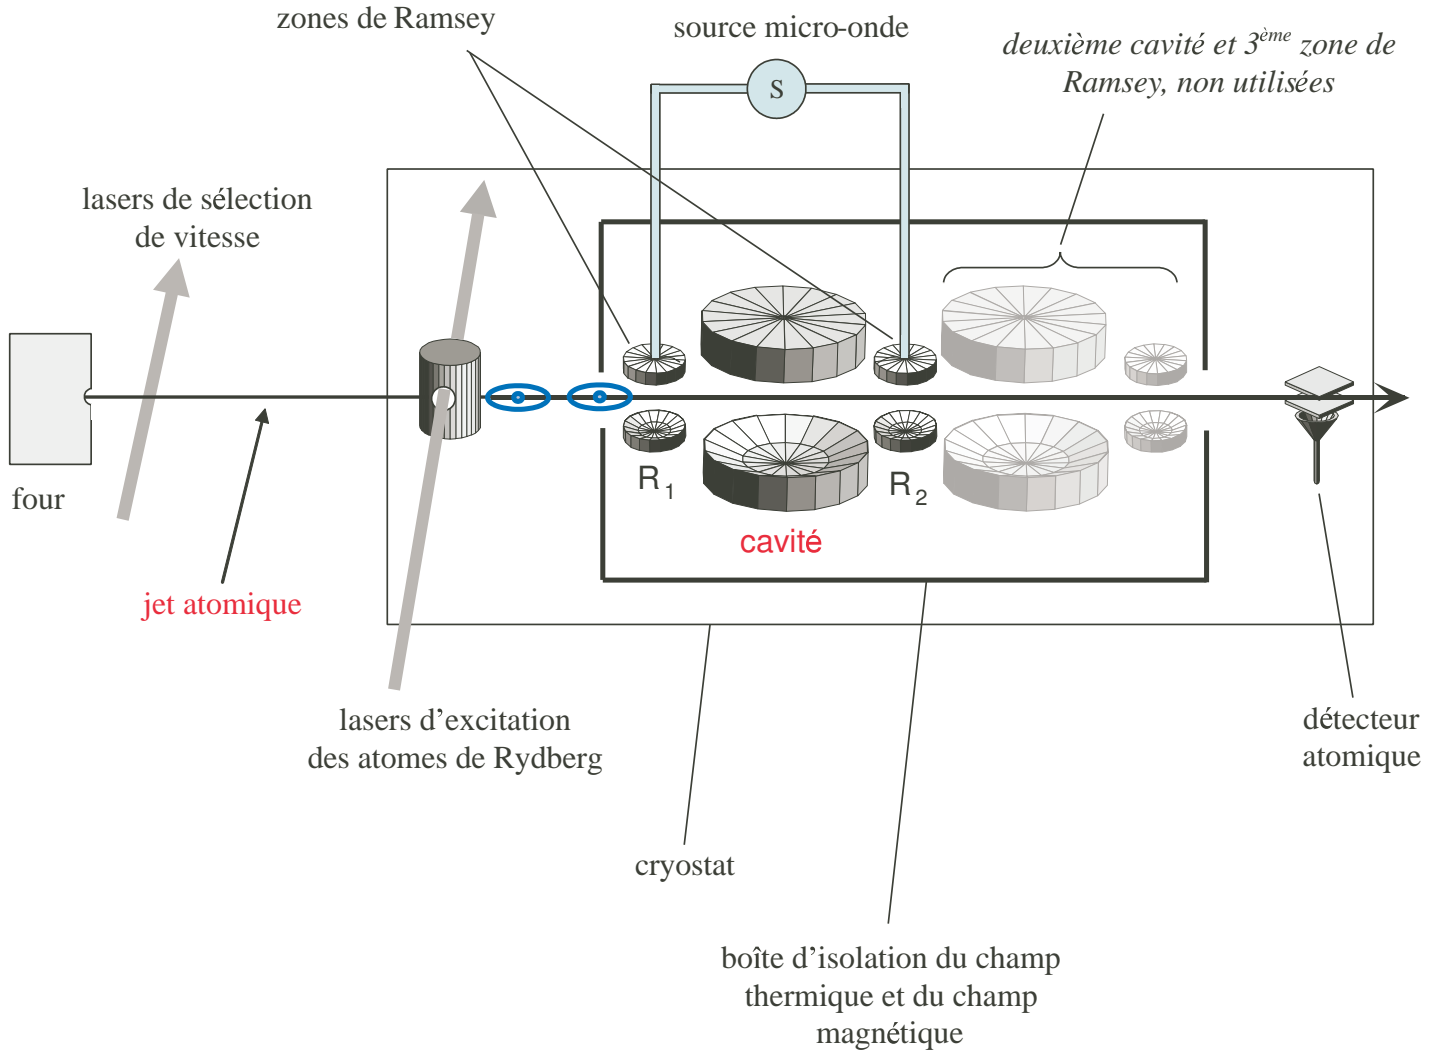 zones de Ramsey
source micro-onde
deuxième cavité et 3ème zone de
Ramsey, non utilisées
S
lasers de sélection
de vitesse
four
R1
R2
cavité
jet atomique
lasers d'excitation
des atomes de Rydberg
détecteur
atomique
cryostat
boîte d'isolation du champ
thermique et du champ
magnétique